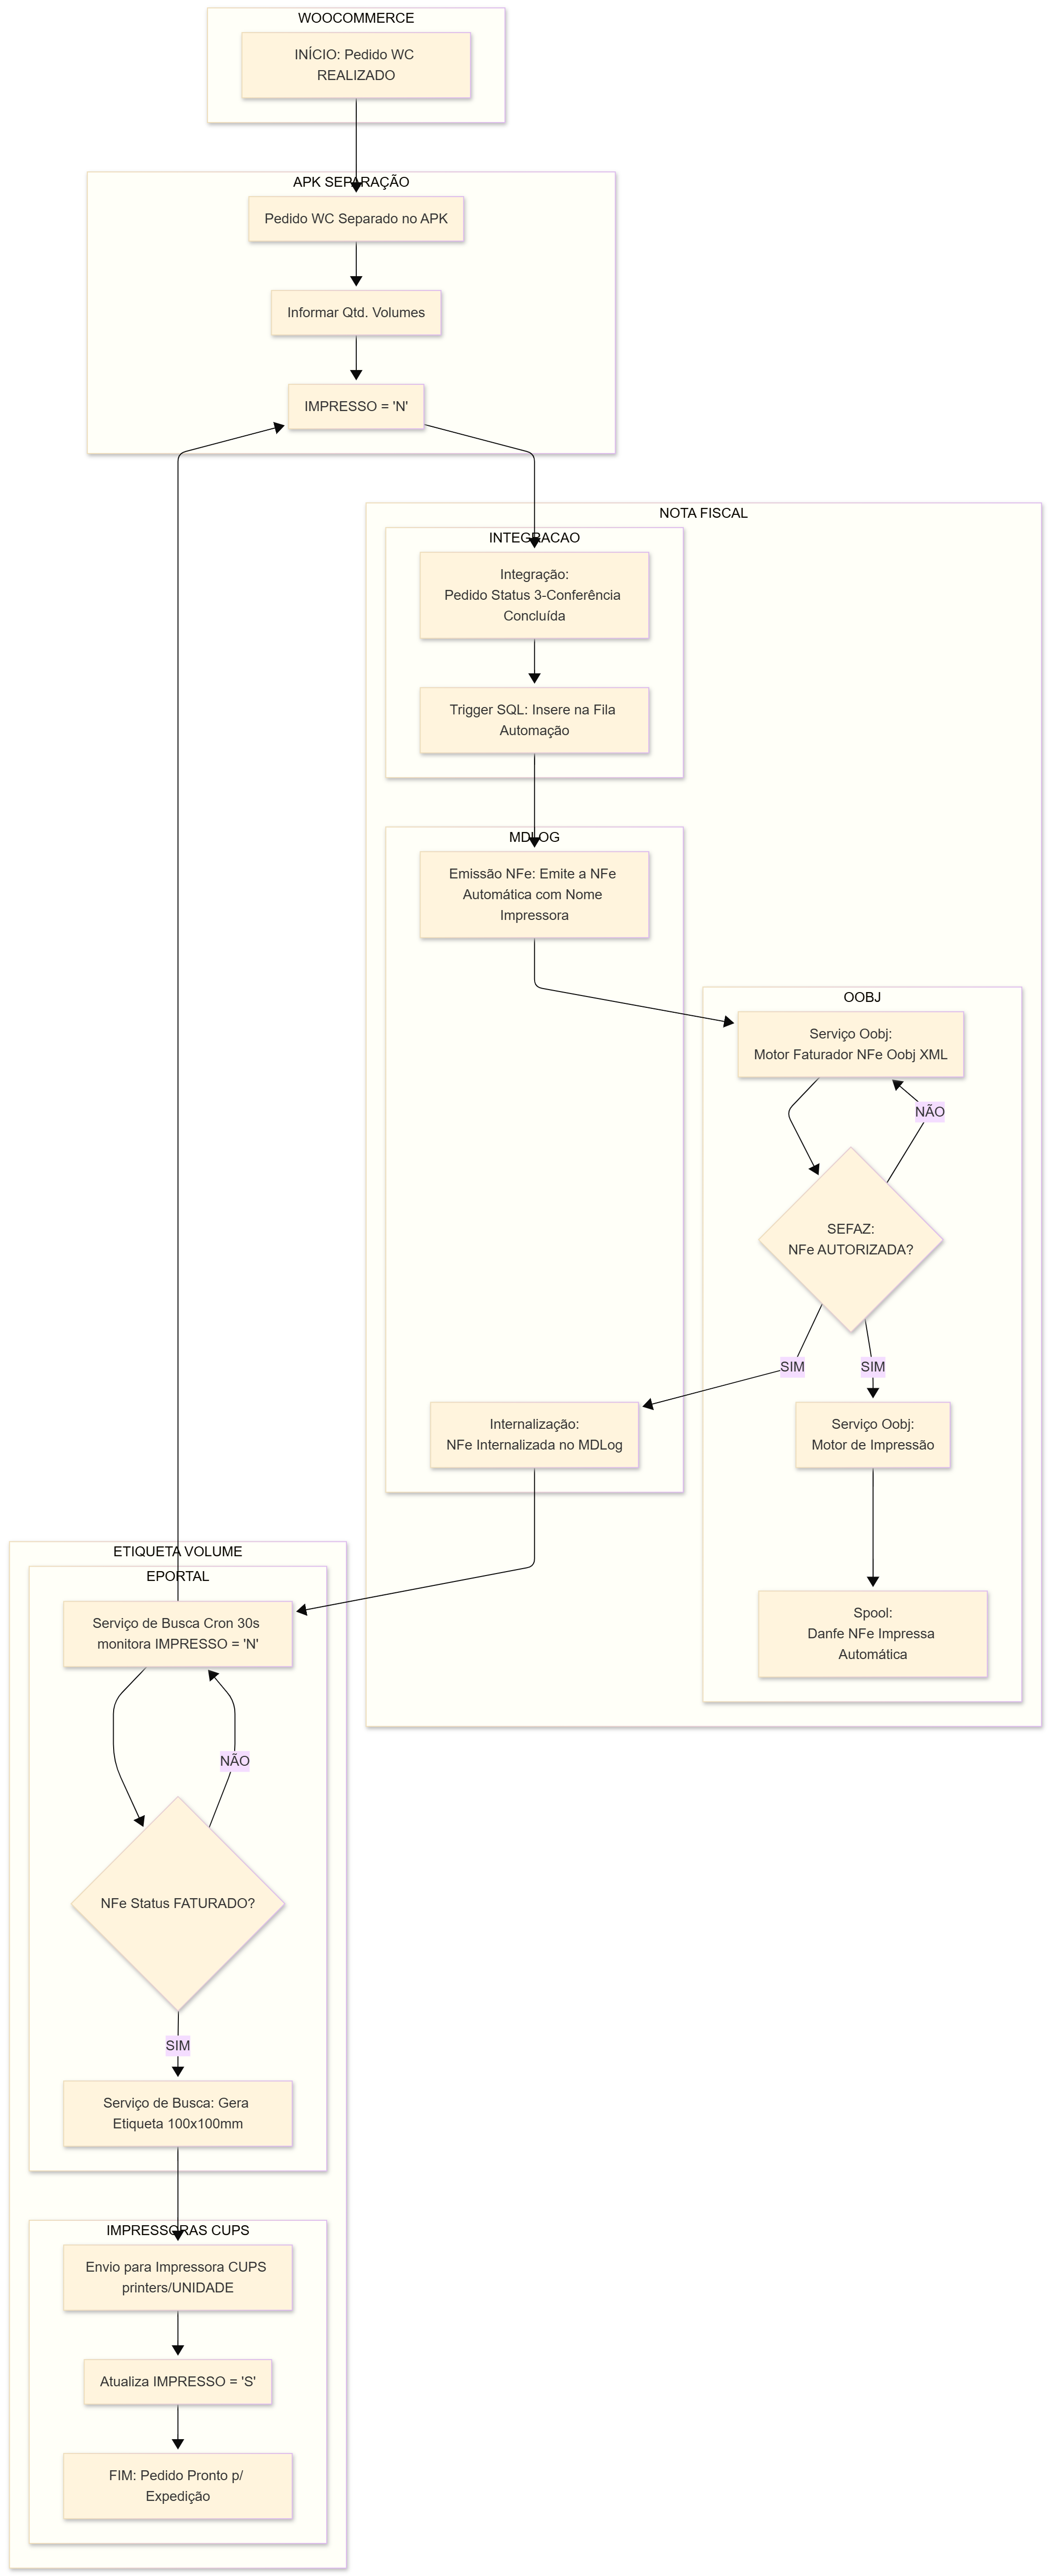 WOOCOMMERCE
INÍCIO: Pedido WC
REALIZADO
APK SEPARAÇÃO
Pedido WC Separado no APK
Informar Qtd. Volumes
IMPRESSO = 'N'
NOTA FISCAL
INTEGRACAO
Integração:
Pedido Status 3-Conferência
Concluída
Trigger SQL: Insere na Fila
Automação
MDLOG
Emissão NFe: Emite a NFe
Automática com Nome
Impressora
OOBJ
Serviço Oobj:
Motor Faturador NFe Oobj XML
NÃO
SEFAZ:
NFe AUTORIZADA?
SIM
SIM
Internalização:
NFe Internalizada no MDLog
Serviço Oobj:
Motor de Impressão
Spool:
Danfe NFe Impressa
Automática
ETIQUETA VOLUME
EPORTAL
Serviço de Busca Cron 30s
monitora IMPRESSO = 'N'
NÃO
NFe Status FATURADO?
SIM
Serviço de Busca: Gera
Etiqueta 100x100mm
IMPRESSORAS CUPS
Envio para Impressora CUPS
printers/UNIDADE
Atualiza IMPRESSO = 'S'
FIM: Pedido Pronto p/
Expedição